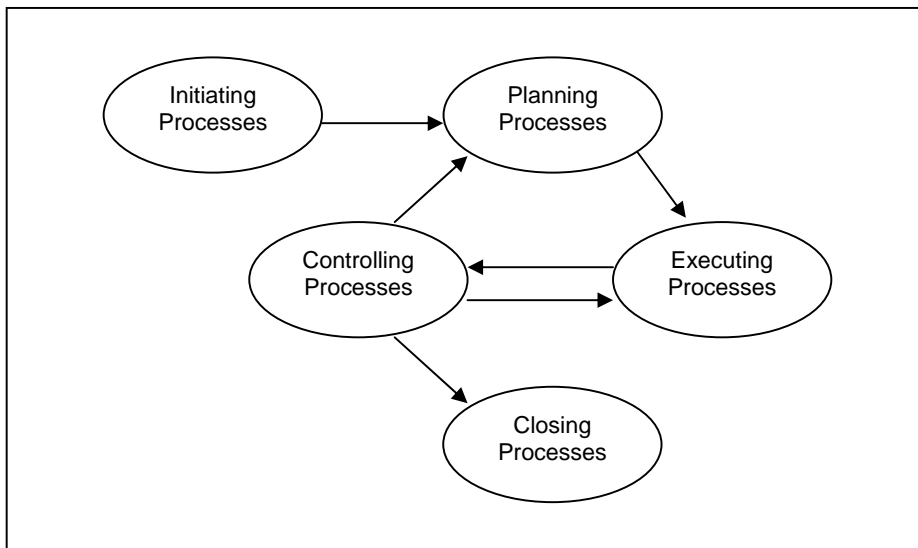 Initiating
Processes
Planning
Processes
Controlling
Processes
Executing
Processes
Closing
Processes